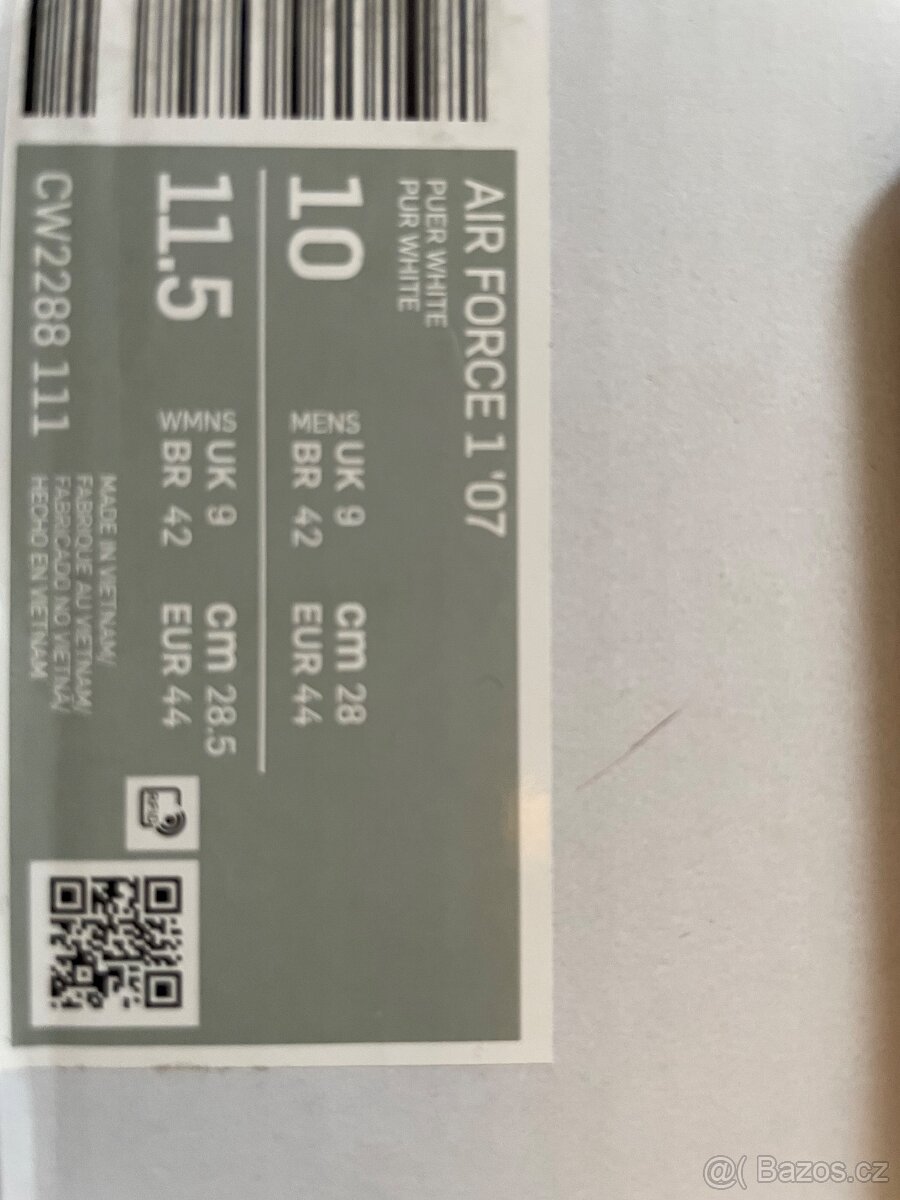 AIR FORCE 1 '07
PUER WHITE
PUR WHITE
10
MENS
UK 9
cm 28
BR 42
EUR 44
11.5
WMNS
UK 9
cm 28.5
BR 42
EUR 44
CW2288 111
MADE IN VIETNAM/
FABRIQUE AU VIETNAM/
FABRICADO NO VIETNÃ/
HECHO EN VIETNAM
RFID
@( Bazos.cz